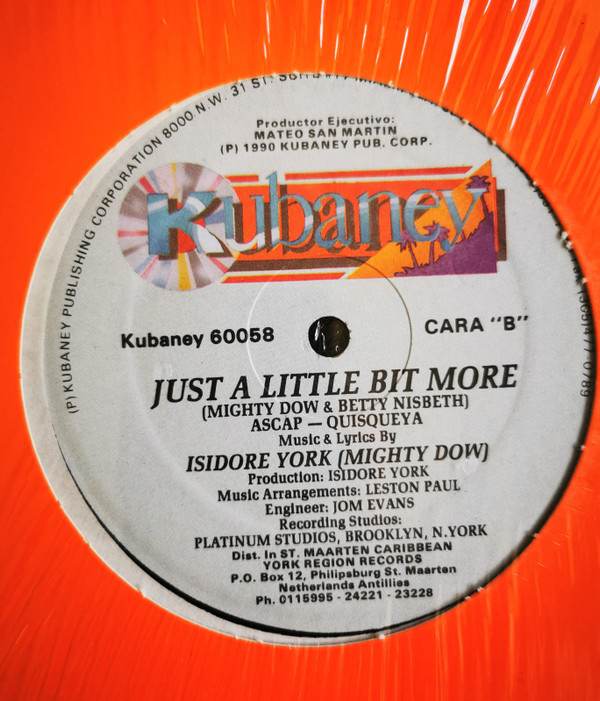 (P) KUBANEY PUBLISHING CORPORATION 8000 N.W. 31 ST.
Productor Ejecutivo:
MATEO SAN MARTIN
(P) 1990 KUBANEY PUB. CORP.
Kubaney
Kubaney 60058
CARA "B"
JUST A LITTLE BIT MORE
(MIGHTY DOW & BETTY NISBETH)
ASCAP — QUISQUEYA
Music & Lyrics By
ISIDORE YORK (MIGHTY DOW)
Production: ISIDORE YORK
Music Arrangements: LESTON PAUL
Engineer: JOM EVANS
Recording Studios:
PLATINUM STUDIOS, BROOKLYN, N.YORK
Dist. In ST. MAARTEN CARIBBEAN
YORK REGION RECORDS
P.O. Box 12, Philipsburg St. Maarten
Netherlands Antillies
Ph. 0115995 - 24221 - 23228